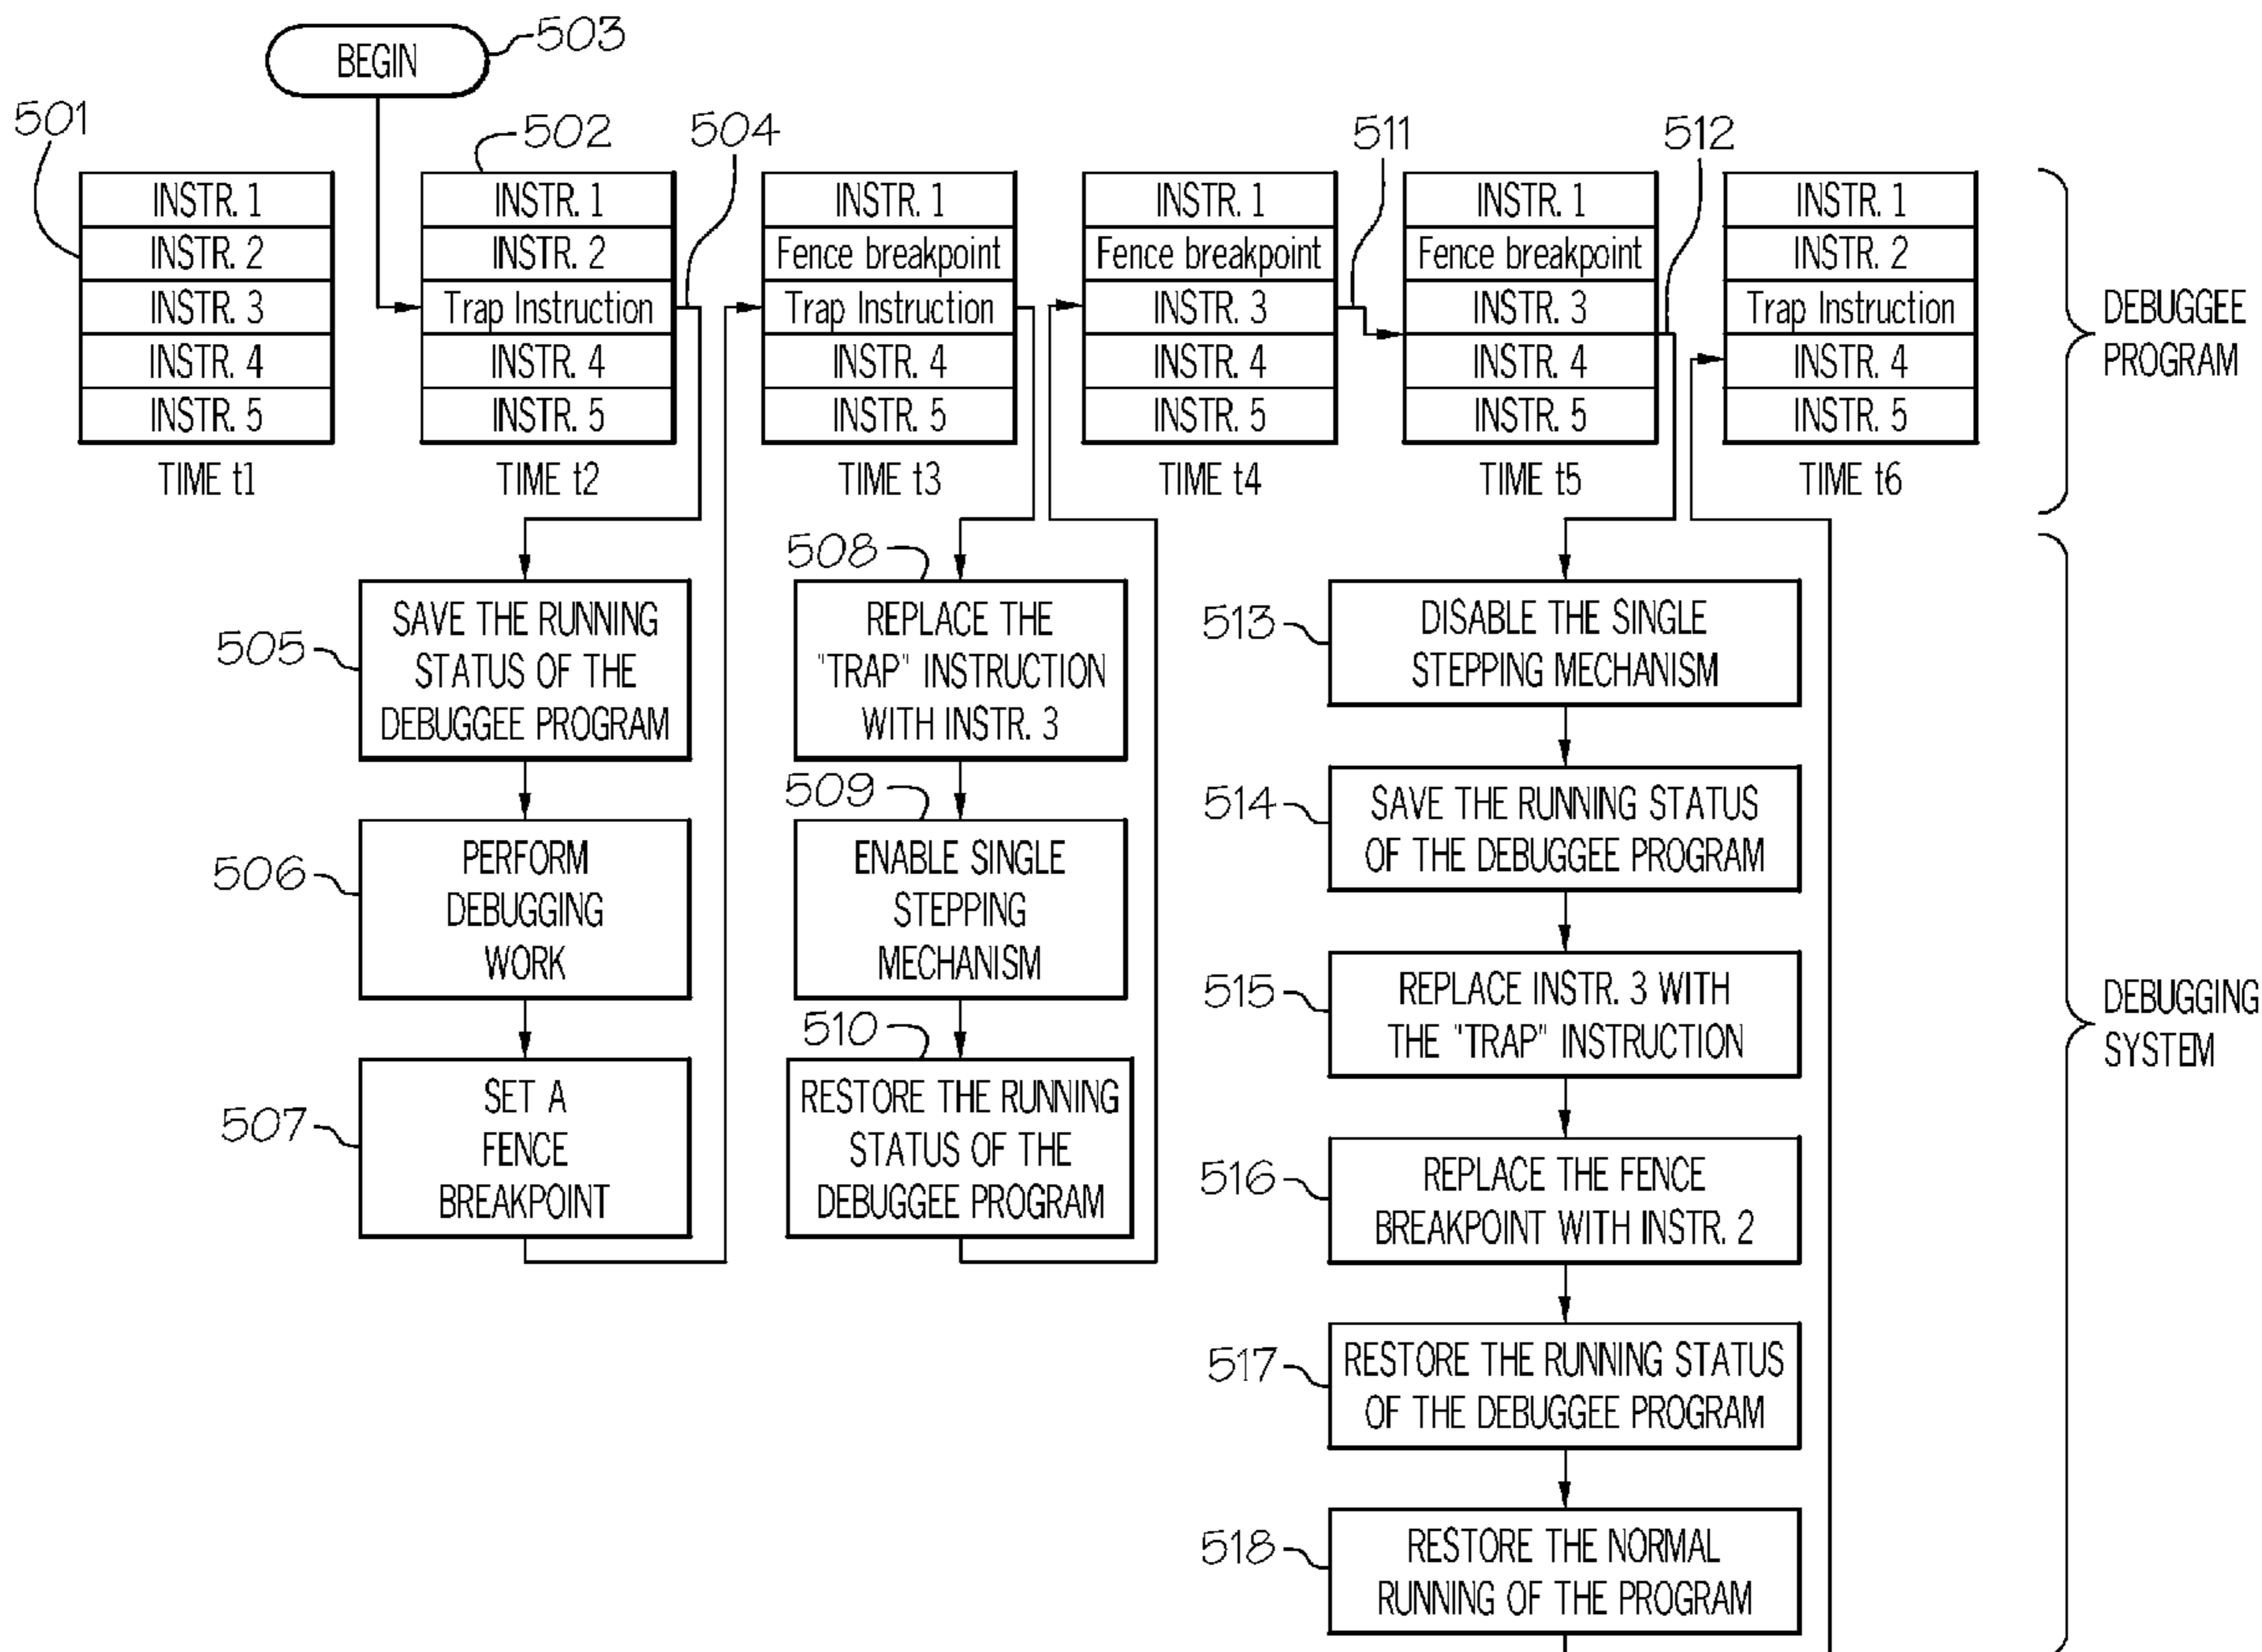 BEGIN
503
501
502
504
511
512
INSTR. 1
INSTR. 2
INSTR. 3
INSTR. 4
INSTR. 5
TIME t1
INSTR. 1
INSTR. 2
Trap Instruction
INSTR. 4
INSTR. 5
TIME t2
INSTR. 1
Fence breakpoint
Trap Instruction
INSTR. 4
INSTR. 5
TIME t3
INSTR. 1
Fence breakpoint
INSTR. 3
INSTR. 4
INSTR. 5
TIME t4
INSTR. 1
Fence breakpoint
INSTR. 3
INSTR. 4
INSTR. 5
TIME t5
INSTR. 1
INSTR. 2
Trap Instruction
INSTR. 4
INSTR. 5
TIME t6
DEBUGGEE
PROGRAM
505
SAVE THE RUNNING
STATUS OF THE
DEBUGGEE PROGRAM
506
PERFORM
DEBUGGING
WORK
507
SET A
FENCE
BREAKPOINT
508
REPLACE THE
"TRAP" INSTRUCTION
WITH INSTR. 3
509
ENABLE SINGLE
STEPPING
MECHANISM
510
RESTORE THE RUNNING
STATUS OF THE
DEBUGGEE PROGRAM
513
DISABLE THE SINGLE
STEPPING MECHANISM
514
SAVE THE RUNNING STATUS
OF THE DEBUGGEE PROGRAM
515
REPLACE INSTR. 3 WITH
THE "TRAP" INSTRUCTION
516
REPLACE THE FENCE
BREAKPOINT WITH INSTR. 2
517
RESTORE THE RUNNING STATUS
OF THE DEBUGGEE PROGRAM
518
RESTORE THE NORMAL
RUNNING OF THE PROGRAM
DEBUGGING
SYSTEM